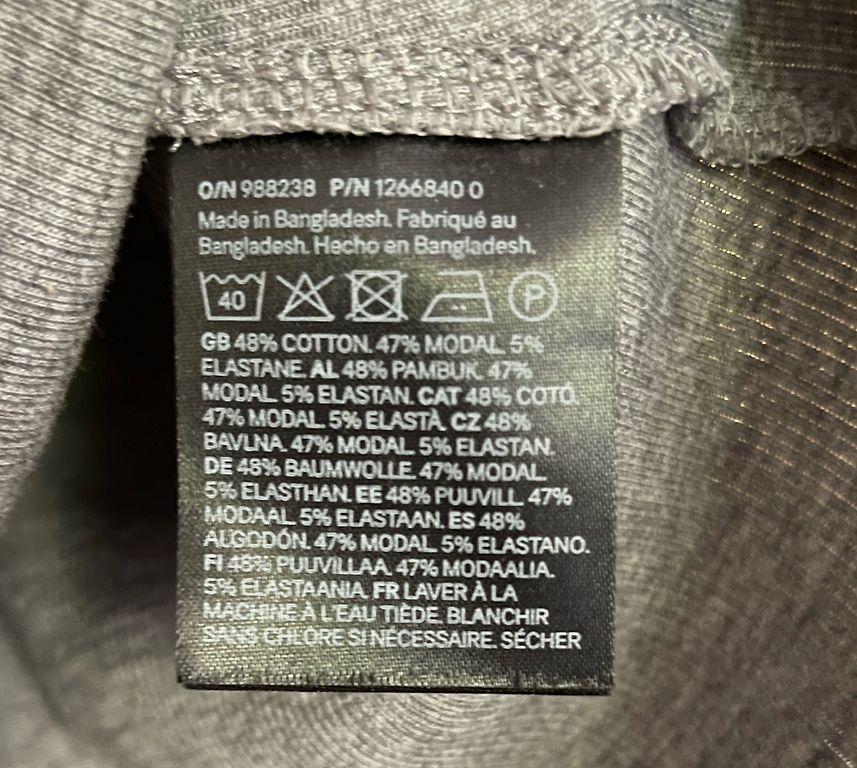 O/N 988238 P/N 1266840 0
Made in Bangladesh. Fabriqué au
Bangladesh. Hecho en Bangladesh.
40 P
GB 48% COTTON. 47% MODAL. 5%
ELASTANE. AL 48% PAMBUK. 47%
MODAL. 5% ELASTAN. CAT 48% COTÓ.
47% MODAL. 5% ELASTÀ. CZ 48%
BAVLNA. 47% MODAL. 5% ELASTAN.
DE 48% BAUMWOLLE. 47% MODAL.
5% ELASTHAN. EE 48% PUUVILL. 47%
MODAAL. 5% ELASTAAN. ES 48%
ALGODÓN. 47% MODAL. 5% ELASTANO.
FI 48% PUUVILLAA. 47% MODAALIA.
5% ELASTAANIA. FR LAVER À LA
MACHINE À L'EAU TIÈDE. BLANCHIR
SANS CHLORE SI NÉCESSAIRE. SÉCHER